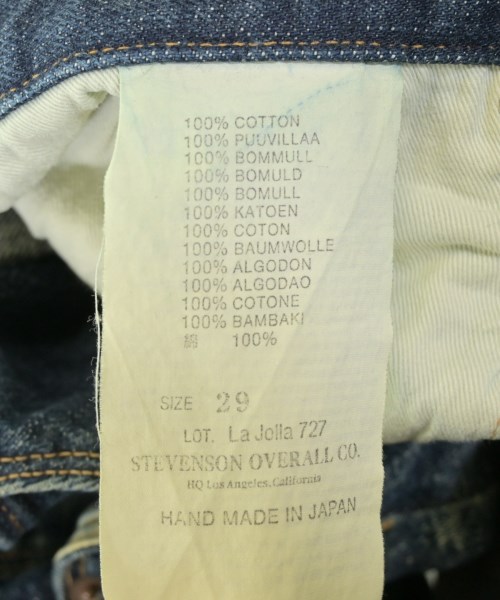 100% COTTON
100% PUUVILLAA
100% BOMMULL
100% BOMULD
100% BOMULL
100% KATOEN
100% COTON
100% BAUMWOLLE
100% ALGODON
100% ALGODAO
100% COTONE
100% BAMBAKI
綿 100%
SIZE 29
LOT. La Jolla 727
STEVENSON OVERALL CO.
HQ Los Angeles, California
HAND MADE IN JAPAN